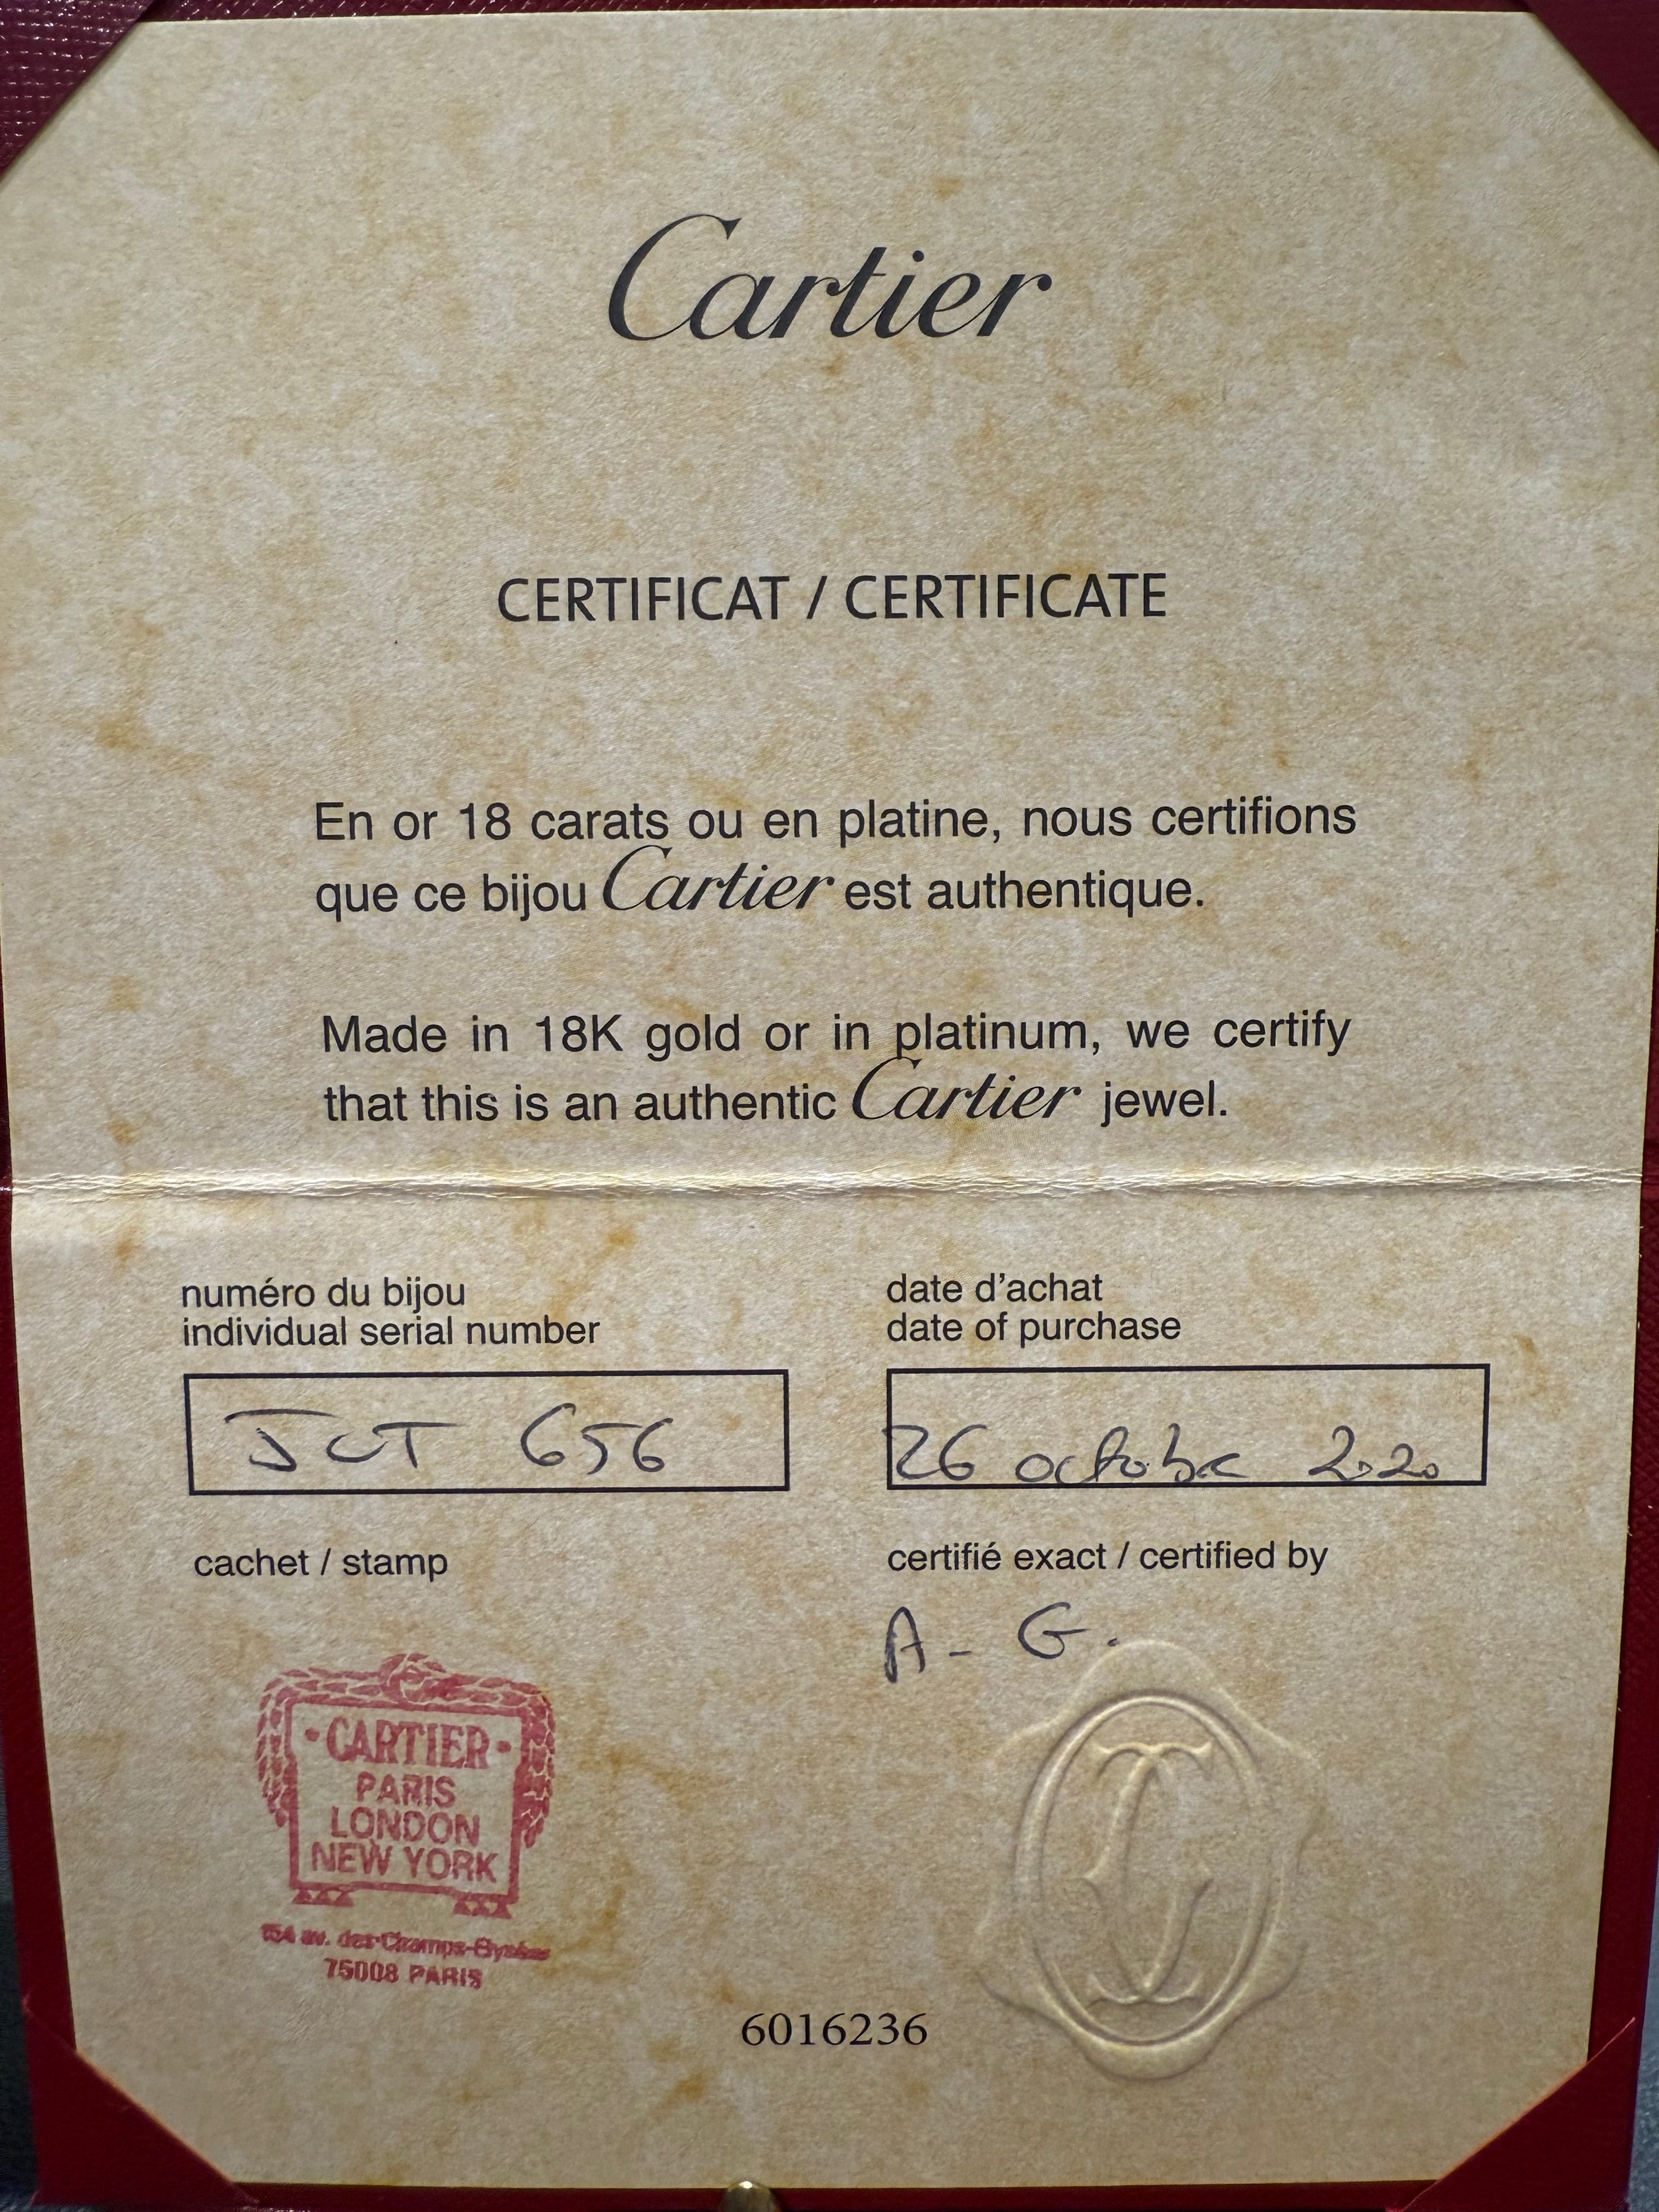 Cartier
CERTIFICAT / CERTIFICATE
En or 18 carats ou en platine, nous certifions
que ce bijou Cartier est authentique.
Made in 18K gold or in platinum, we certify
that this is an authentic Cartier jewel.
numéro du bijou
individual serial number
JCT 656
date d'achat
date of purchase
26 octobre 2020
cachet / stamp
certifié exact / certified by
A - G.
• CARTIER •
PARIS
LONDON
NEW YORK
154 av. des Champs-Elysées
75008 PARIS
6016236